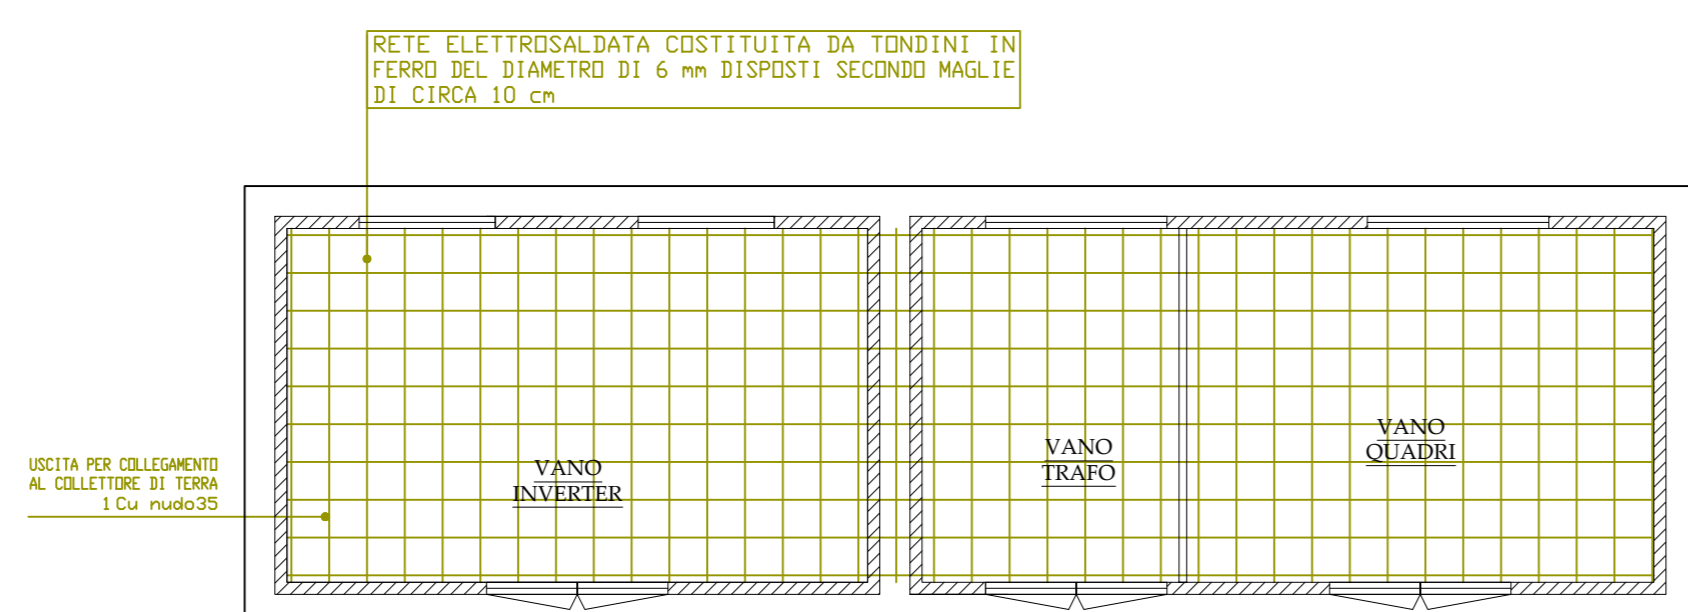 RETE ELETTROSALDATA COSTITUITA DA TONDINI IN
FERRO DEL DIAMETRO DI 6 mm DISPOSTI SECONDO MAGLIE
DI CIRCA 10 cm
USCITA PER COLLEGAMENTO
AL COLLETTORE DI TERRA
1 Cu nudo35
VANO
INVERTER
VANO
TRAFO
VANO
QUADRI